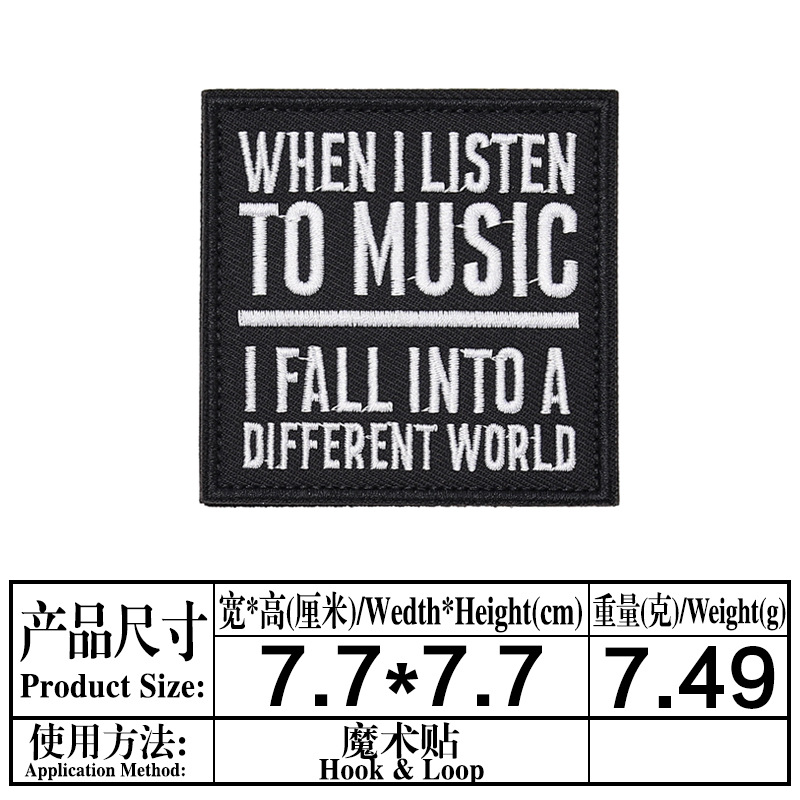 WHEN I LISTEN
TO MUSIC
I FALL INTO A
DIFFERENT WORLD
产品尺寸
Product Size:
宽*高(厘米)/Wedth*Height(cm)
重量(克)/Weight(g)
7.7*7.7
7.49
使用方法:
Application Method:
魔术贴
Hook & Loop